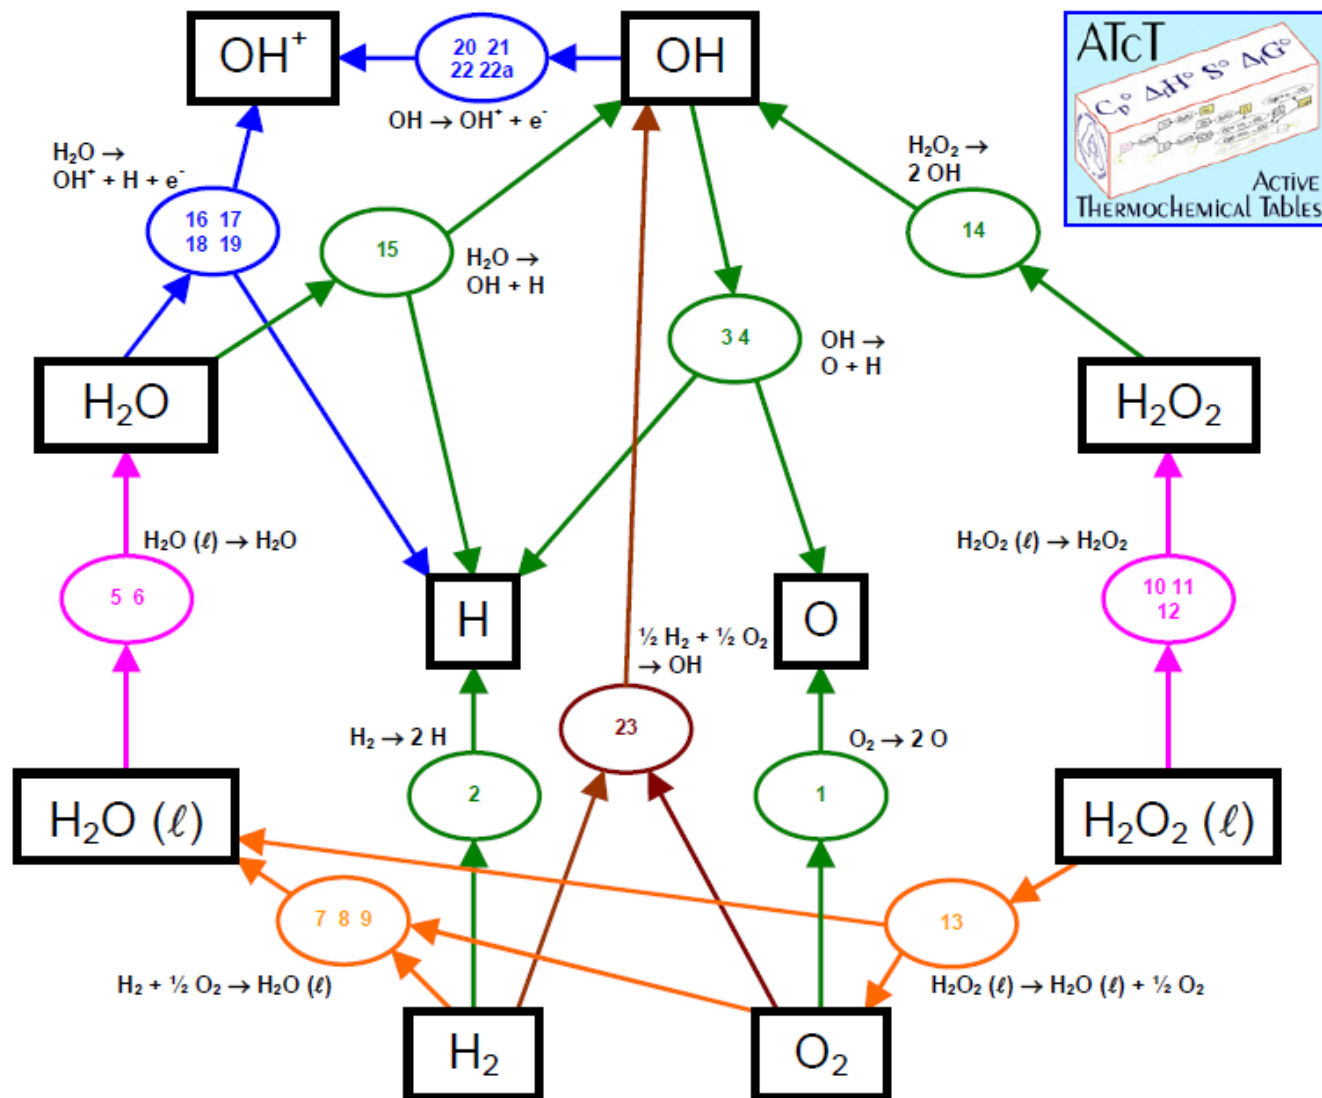 OH⁺
20 21
22 22a
OH
OH → OH⁺ + e⁻
ATcT
Cp° ΔfH° S° ΔfG°
ACTIVE
THERMOCHEMICAL TABLES
H₂O →
OH⁺ + H + e⁻
16 17
18 19
15
H₂O →
OH + H
H₂O₂ →
2 OH
14
3 4
OH →
O + H
H₂O
H₂O₂
H₂O (ℓ) → H₂O
5 6
H₂O₂ (ℓ) → H₂O₂
10 11
12
H
O
½ H₂ + ½ O₂
→ OH
H₂ → 2 H
23
O₂ → 2 O
2
1
H₂O (ℓ)
H₂O₂ (ℓ)
7 8 9
13
H₂ + ½ O₂ → H₂O (ℓ)
H₂O₂ (ℓ) → H₂O (ℓ) + ½ O₂
H₂
O₂